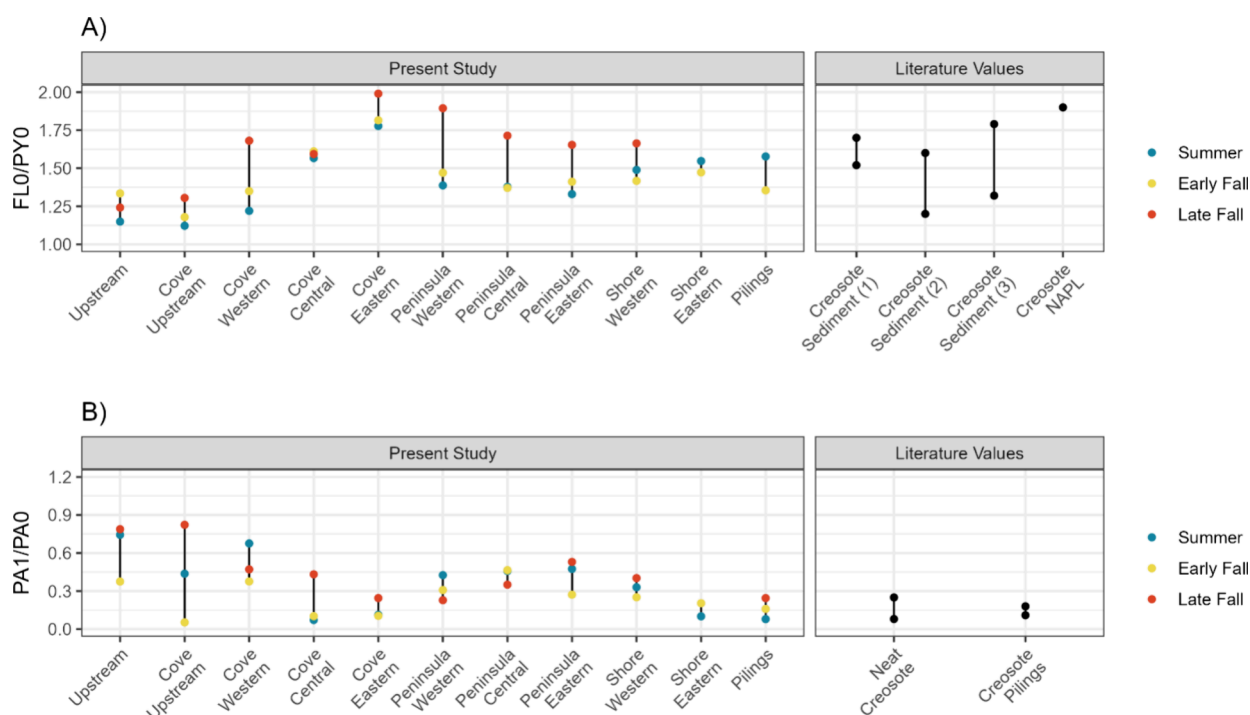 A)
Present Study
Literature Values
FL0/PY0
2.00
1.75
1.50
1.25
1.00
Summer
Early Fall
Late Fall
Upstream
Cove
Upstream
Cove
Western
Cove
Central
Cove
Eastern
Peninsula
Western
Peninsula
Central
Peninsula
Eastern
Shore
Western
Shore
Eastern
Pilings
Creosote
Sediment (1)
Creosote
Sediment (2)
Creosote
Sediment (3)
Creosote
NAPL
B)
Present Study
Literature Values
PA1/PA0
1.2
0.9
0.6
0.3
0.0
Summer
Early Fall
Late Fall
Upstream
Cove
Upstream
Cove
Western
Cove
Central
Cove
Eastern
Peninsula
Western
Peninsula
Central
Peninsula
Eastern
Shore
Western
Shore
Eastern
Pilings
Neat
Creosote
Creosote
Pilings